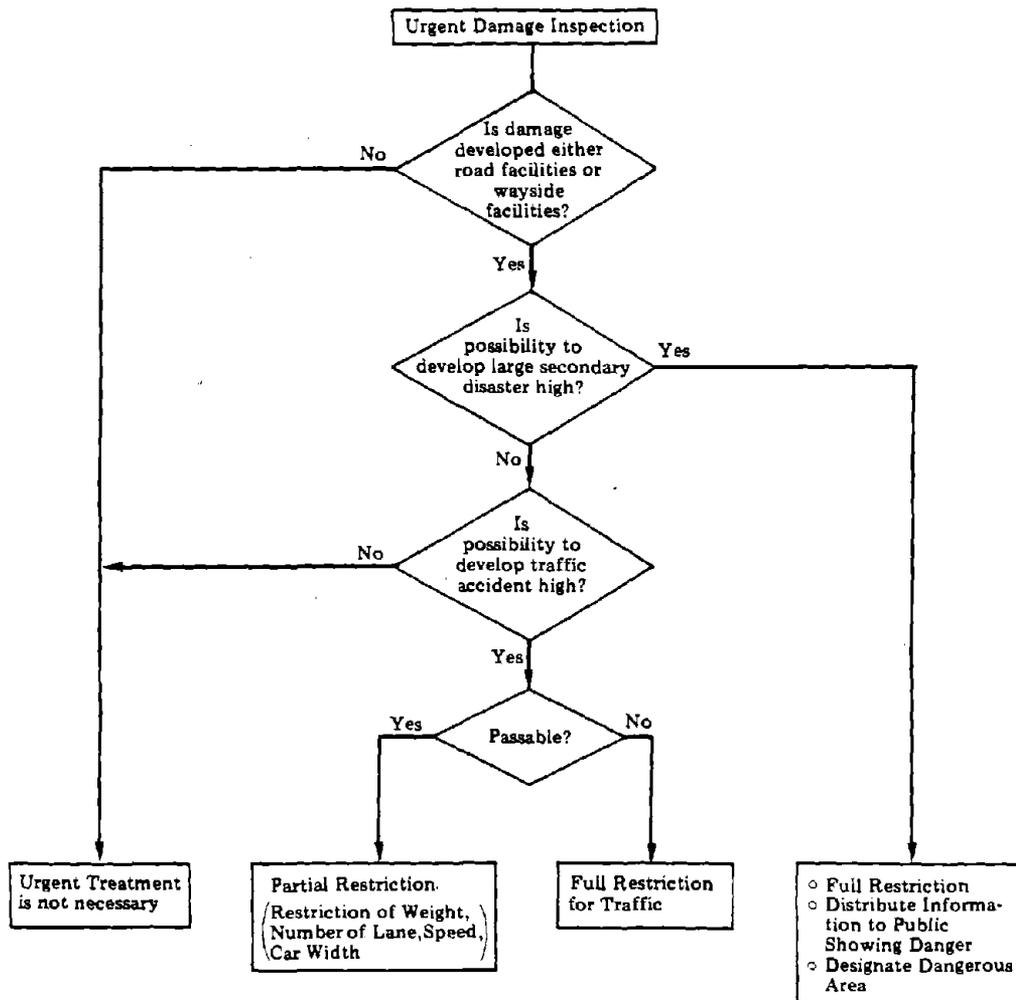 Urgent Damage Inspection
Is damage
developed either
road facilities or
wayside
facilities?
No
Yes
Is
possibility to
develop large secondary
disaster high?
Yes
No
Is
possibility to
develop traffic
accident high?
No
Yes
Passable?
Yes
No
Urgent Treatment
is not necessary
Partial Restriction.
(Restriction of Weight,
Number of Lane, Speed,
Car Width)
Full Restriction
for Traffic
○ Full Restriction
○ Distribute Informa-
tion to Public
Showing Danger
○ Designate Dangerous
Area